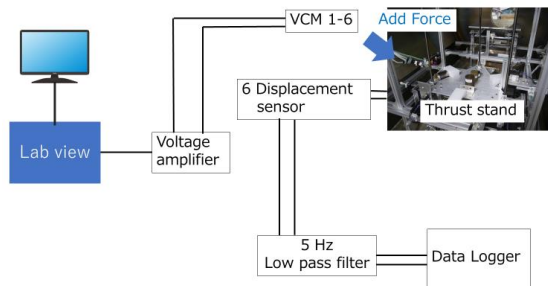 VCM 1-6
Add Force
6 Displacement
sensor
Thrust stand
Lab view
Voltage
amplifier
5 Hz
Low pass filter
Data Logger